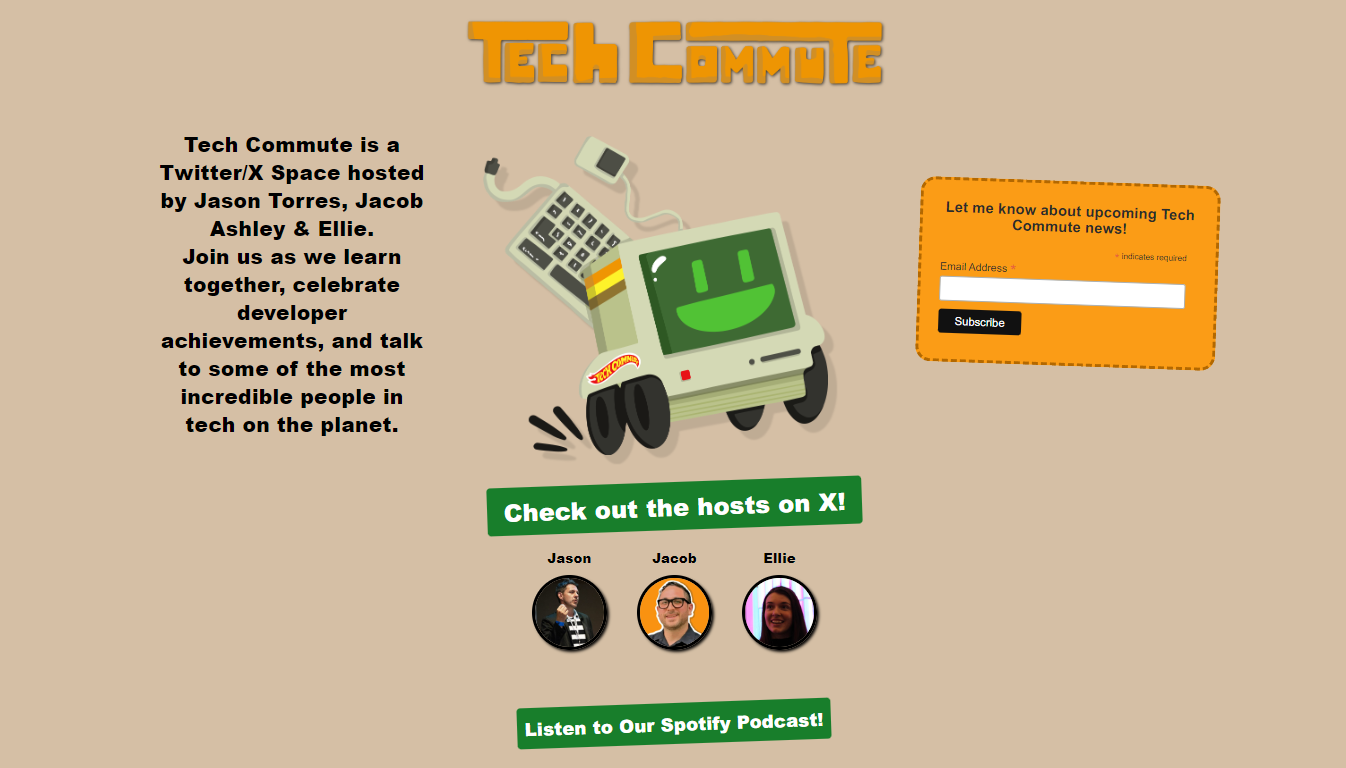 Tech Commute
Tech Commute is a
Twitter/X Space hosted
by Jason Torres, Jacob
Ashley & Ellie.
Join us as we learn
together, celebrate
developer
achievements, and talk
to some of the most
incredible people in
tech on the planet.
TECH COMMUTE
Let me know about upcoming Tech
Commute news!
* indicates required
Email Address *
Subscribe
Check out the hosts on X!
Jason
Jacob
Ellie
Listen to Our Spotify Podcast!